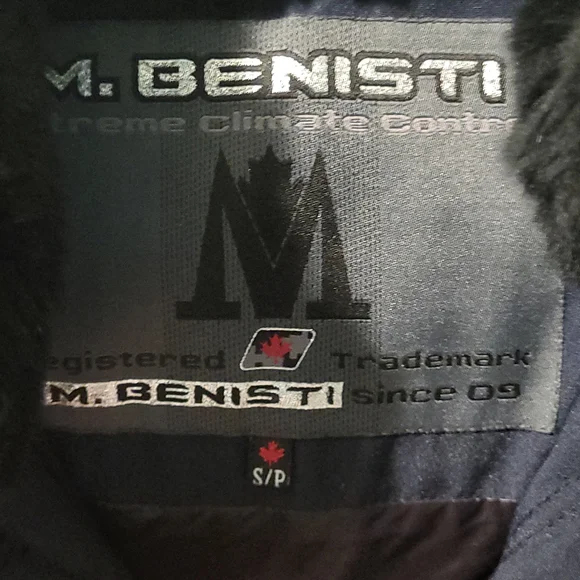 M. BENISTI
treme Climate Contr
M
egistered Trademark
M. BENISTI since 09
S/P